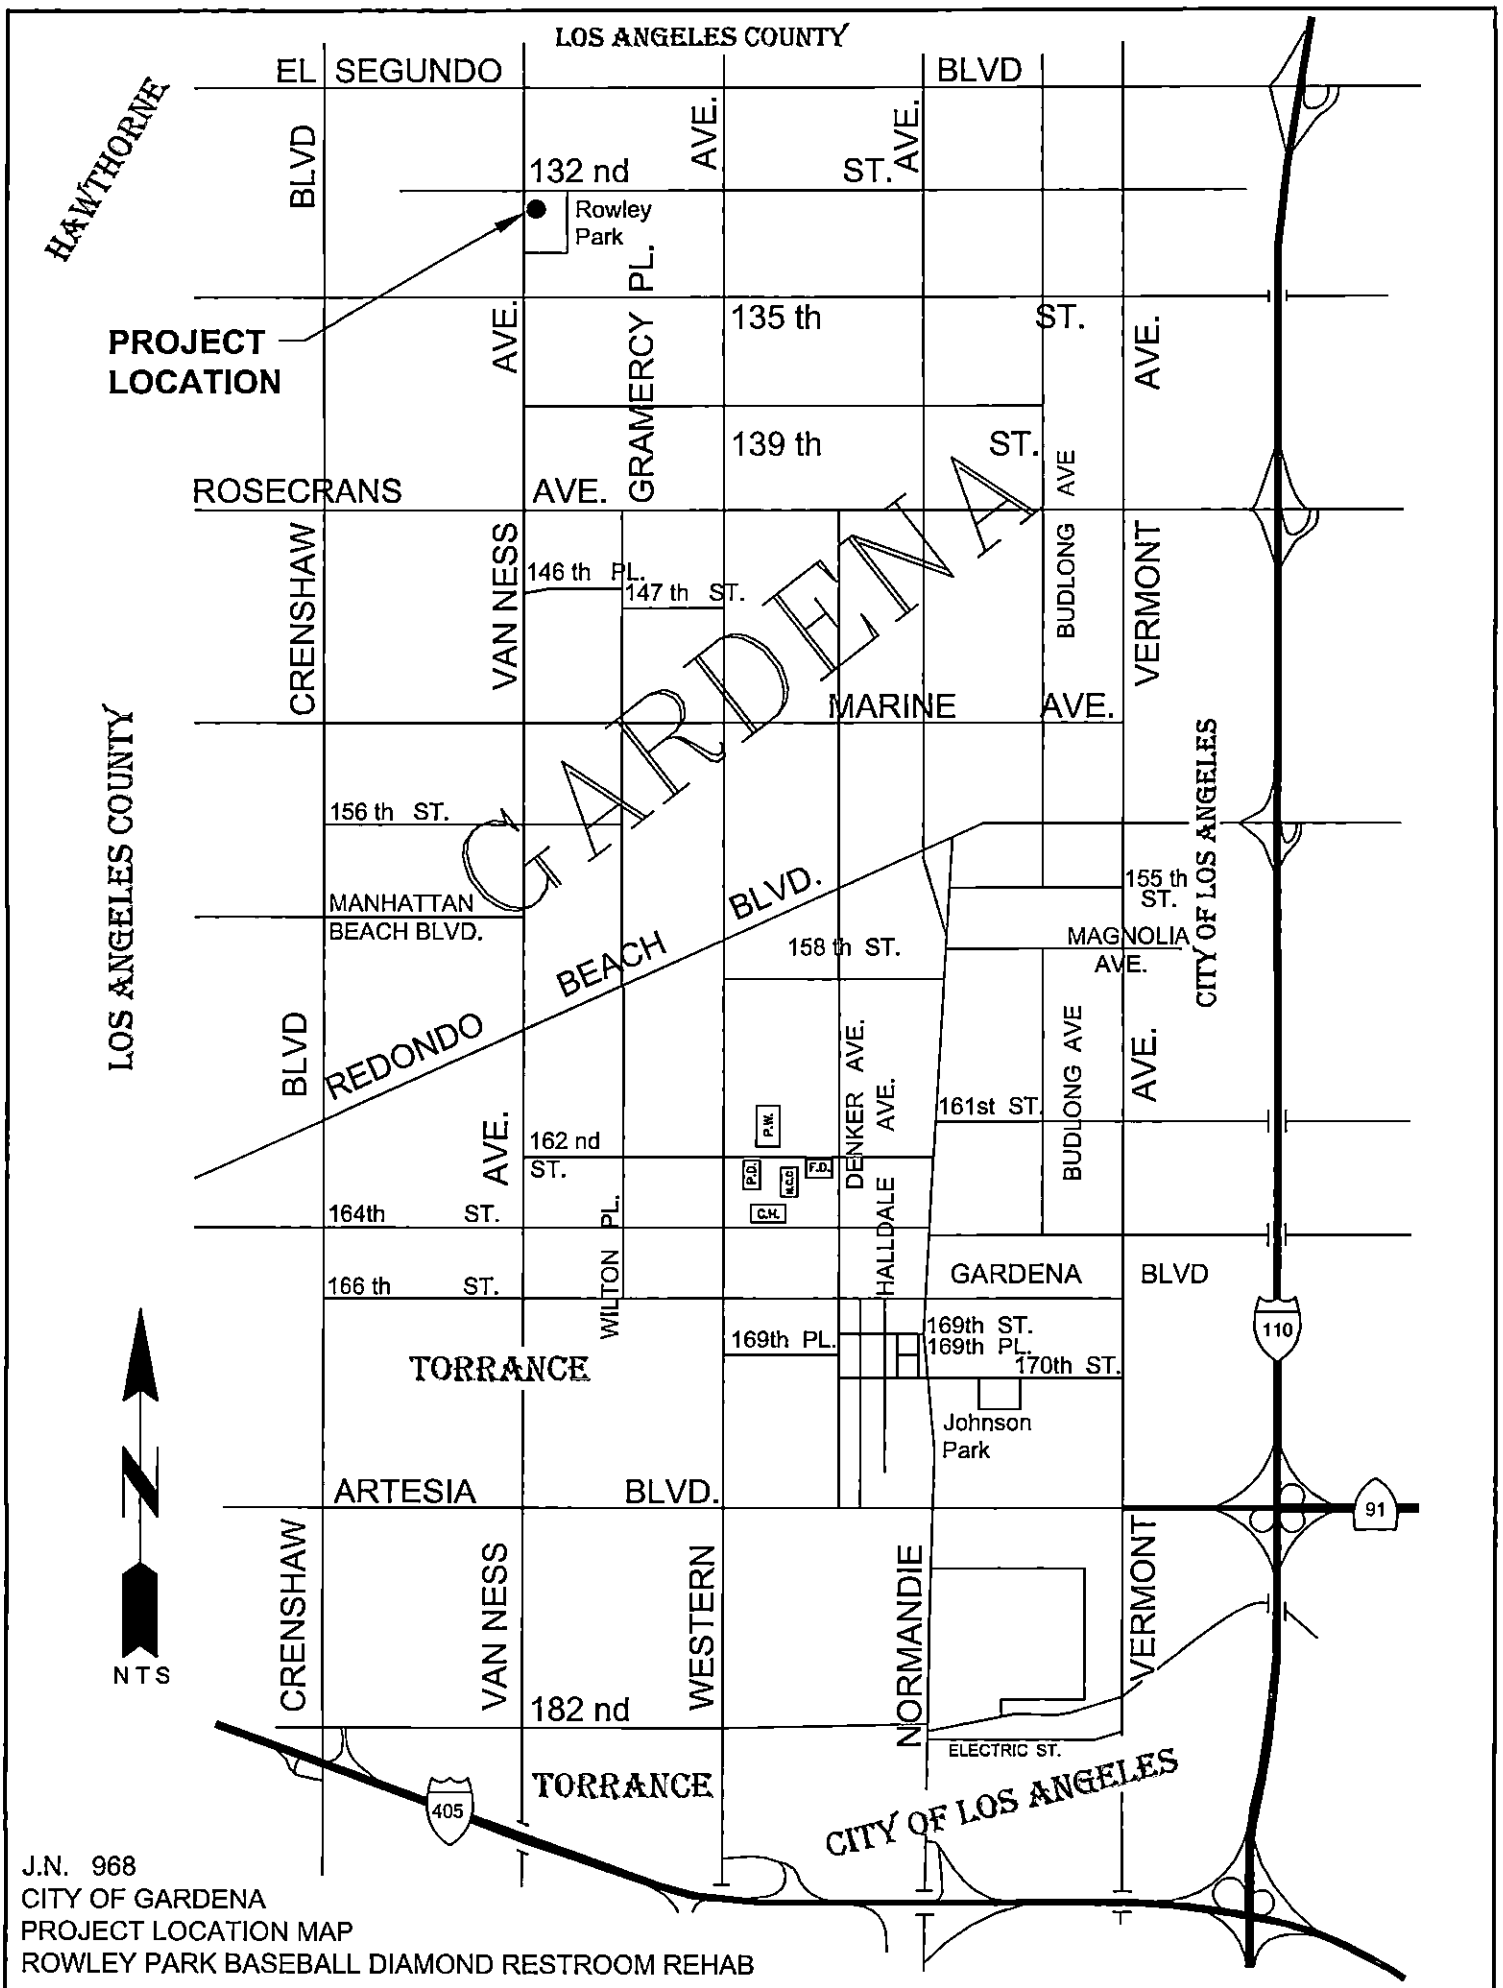 LOS ANGELES COUNTY
EL SEGUNDO BLVD
HAWTHORNE
BLVD
AVE.
AVE.
132 nd ST.
Rowley
Park
PROJECT
LOCATION
AVE.
GRAMERCY PL.
135 th ST.
AVE.
139 th ST.
ROSECRANS AVE.
BUDLONG AVE
CRENSHAW
VAN NESS
VERMONT
146 th PL.
147 th ST.
GARDENA
MARINE AVE.
LOS ANGELES COUNTY
CITY OF LOS ANGELES
156 th ST.
MANHATTAN
BEACH BLVD.
REDONDO BEACH BLVD.
155 th
ST.
158 th ST.
MAGNOLIA
AVE.
BLVD
AVE.
DENKER AVE.
HALLDALE AVE.
BUDLONG AVE
AVE.
P.W.
161st ST.
162 nd
ST.
P.D.
N.C.C
F.D.
C.H.
164th ST.
WILTON PL.
GARDENA BLVD
166 th ST.
110
169th PL.
169th ST.
169th PL.
170th ST.
TORRANCE
Johnson
Park
N
NTS
ARTESIA BLVD.
91
CRENSHAW
VAN NESS
WESTERN
NORMANDIE
VERMONT
182 nd
ELECTRIC ST.
405
TORRANCE
CITY OF LOS ANGELES
J.N. 968
CITY OF GARDENA
PROJECT LOCATION MAP
ROWLEY PARK BASEBALL DIAMOND RESTROOM REHAB